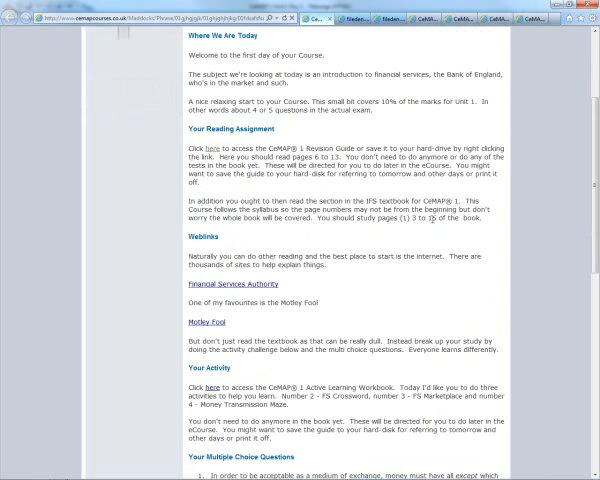 http://www.cemapcourses.co.uk/Maddocks/Phrase/
Ce...
fileden...
fileden...
CeMA...
CeMA...
CeMA...
CeMA...
Where We Are Today
Welcome to the first day of your Course.
The subject we're looking at today is an introduction to financial services, the Bank of England,
who's in the market and such.
A nice relaxing start to your Course. This small bit covers 10% of the marks for Unit 1. In
other words about 4 or 5 questions in the actual exam.
Your Reading Assignment
Click here to access the CeMAP® 1 Revision Guide or save it to your hard-drive by right clicking
the link. Here you should read pages 6 to 13. You don't need to do anymore or do any of the
tests in the book yet. These will be directed for you to do later in the eCourse. You might
want to save the guide to your hard-disk for referring to tomorrow and other days or print it
off.
In addition you ought to then read the section in the IFS textbook for CeMAP® 1. This
Course follows the syllabus so the page numbers may not be from the beginning but don't
worry the whole book will be covered. You should study pages (1) 3 to 15 of the book.
Weblinks
Naturally you can do other reading and the best place to start is the internet. There are
thousands of sites to help explain things.
Financial Services Authority
One of my favourites is the Motley Fool
Motley Fool
But don't just read the textbook as that can be really dull. Instead break up your study by
doing the activity challenge below and the multi choice questions. Everyone learns differently.
Your Activity
Click here to access the CeMAP® 1 Active Learning Workbook. Today I'd like you to do three
activities to help you learn. Number 2 - FS Crossword, number 3 - FS Marketplace and number
4 - Money Transmission Maze.
You don't need to do anymore in the book yet. These will be directed for you to do later in the
eCourse. You might want to save the guide to your hard-disk for referring to tomorrow and
other days or print it off.
Your Multiple Choice Questions
1. In order to be acceptable as a medium of exchange, money must have all except which